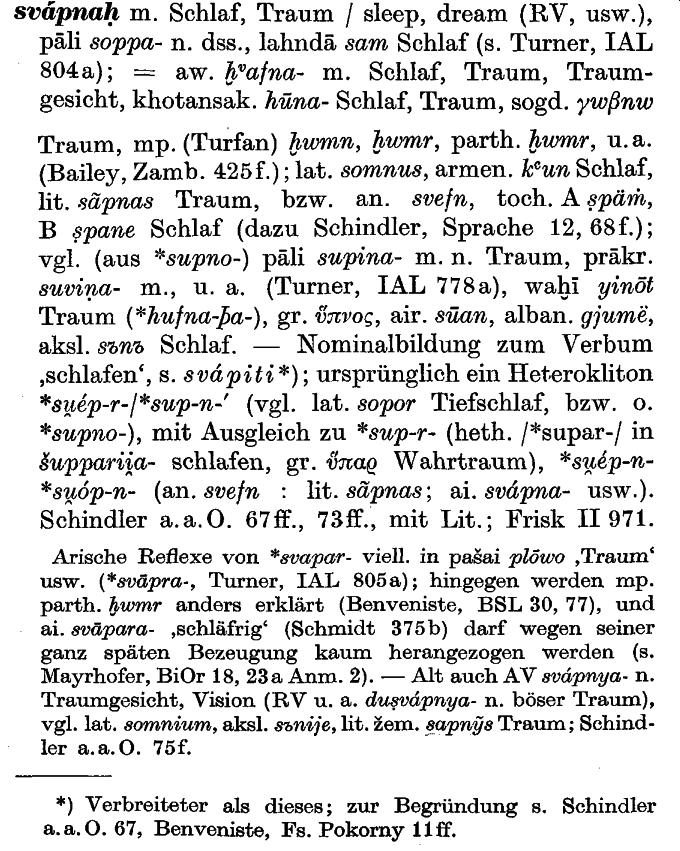 svápnaḥ m. Schlaf, Traum / sleep, dream (RV, usw.),
pāli soppa- n. dss., lahndā sam Schlaf (s. Turner, IAL
804a); = aw. x̱ᵛafna- m. Schlaf, Traum, Traum-
gesicht, khotansak. hūna- Schlaf, Traum, sogd. γwβnw
Traum, mp. (Turfan) x̱wmn, x̱wmr, parth. x̱wmr, u. a.
(Bailey, Zamb. 425f.); lat. somnus, armen. kʿun Schlaf,
lit. sãpnas Traum, bzw. an. svefn, toch. A ṣpäṁ,
B ṣpane Schlaf (dazu Schindler, Sprache 12, 68f.);
vgl. (aus *supno-) pāli supina- m. n. Traum, prākr.
suviṇa- m., u. a. (Turner, IAL 778a), wax̱ī yinōt
Traum (*hufna-þa-), gr. ὕπνος, air. sūan, alban. gjumë,
aksl. sъnъ Schlaf. — Nominalbildung zum Verbum
‚schlafen‘, s. svápiti*); ursprünglich ein Heterokliton
*su̯ép-r-/*sup-n-´ (vgl. lat. sopor Tiefschlaf, bzw. o.
*supno-), mit Ausgleich zu *sup-r- (heth. /*supar-/ in
šuppari̯i̯a- schlafen, gr. ὕπαρ Wahrtraum), *su̯ép-n-
*su̯óp-n- (an. svefn : lit. sãpnas; ai. svápna- usw.).
Schindler a.a.O. 67ff., 73ff., mit Lit.; Frisk II 971.
Arische Reflexe von *svapar- viell. in pašai plṓwo ‚Traum‘
usw. (*svāpra-, Turner, IAL 805a); hingegen werden mp.
parth. x̱wmr anders erklärt (Benveniste, BSL 30, 77), und
ai. svāpara- ‚schläfrig‘ (Schmidt 375b) darf wegen seiner
ganz späten Bezeugung kaum herangezogen werden (s.
Mayrhofer, BiOr 18, 23a Anm. 2). — Alt auch AV svápnya- n.
Traumgesicht, Vision (RV u. a. duṣvápnya- n. böser Traum),
vgl. lat. somnium, aksl. sъnije, lit. žem. sapnỹs Traum; Schind-
ler a.a.O. 75f.
*) Verbreiteter als dieses; zur Begründung s. Schindler
a.a.O. 67, Benveniste, Fs. Pokorny 11ff.